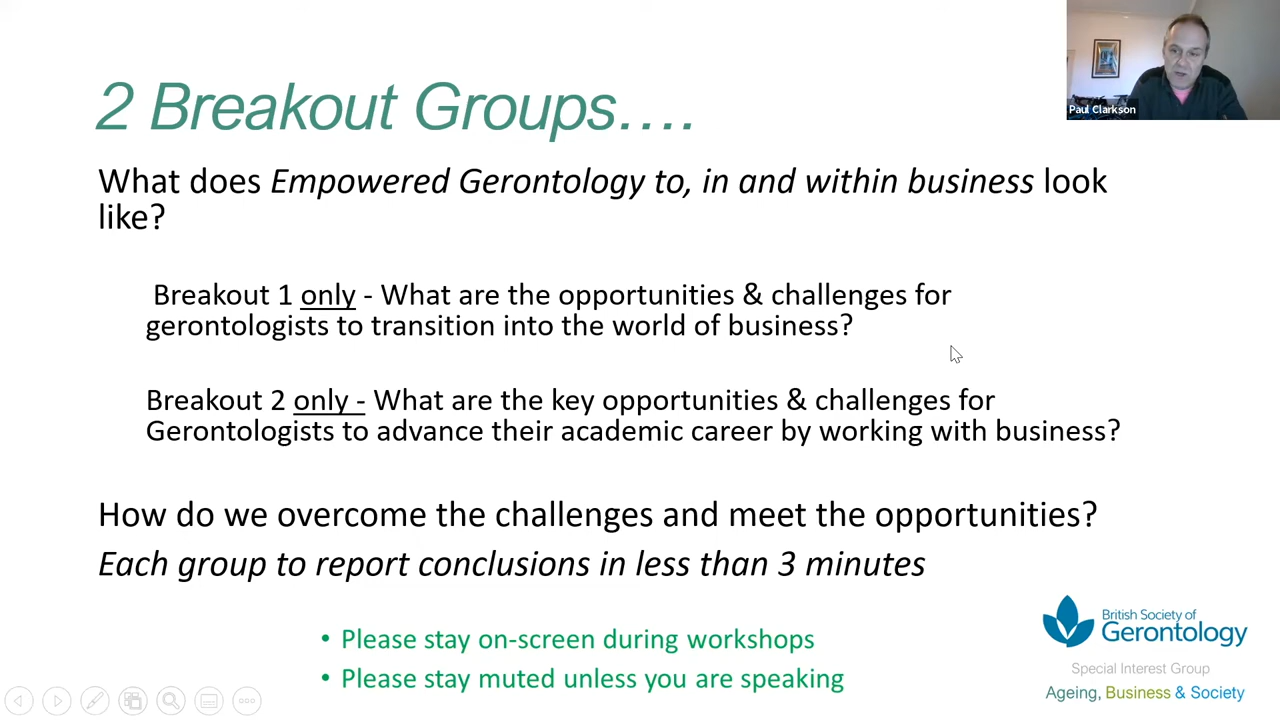 2 Breakout Groups….
Paul Clarkson
What does Empowered Gerontology to, in and within business look
like?
Breakout 1 only - What are the opportunities & challenges for
gerontologists to transition into the world of business?
Breakout 2 only - What are the key opportunities & challenges for
Gerontologists to advance their academic career by working with business?
How do we overcome the challenges and meet the opportunities?
Each group to report conclusions in less than 3 minutes
• Please stay on-screen during workshops
• Please stay muted unless you are speaking
British Society of
Gerontology
Special Interest Group
Ageing, Business & Society